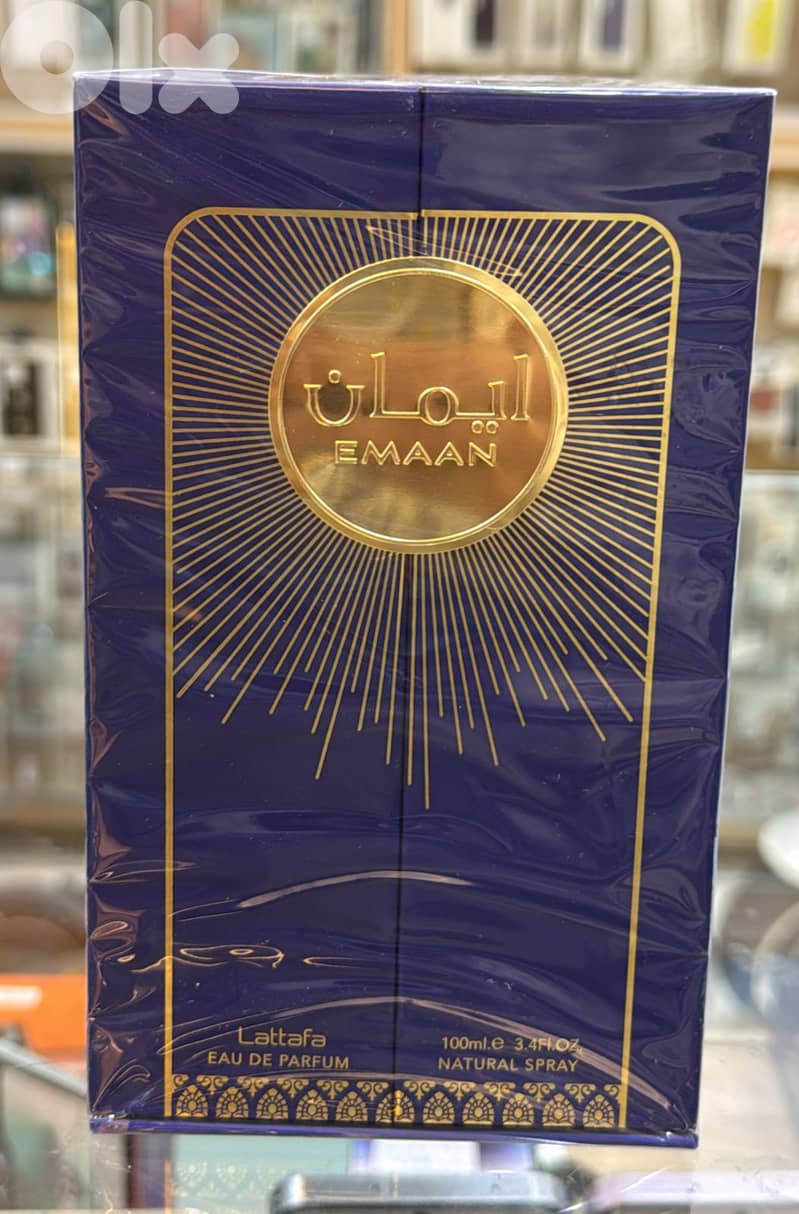 olx
ايمان
EMAAN
Lattafa
EAU DE PARFUM
100ml.e 3.4Fl.OZ.
NATURAL SPRAY